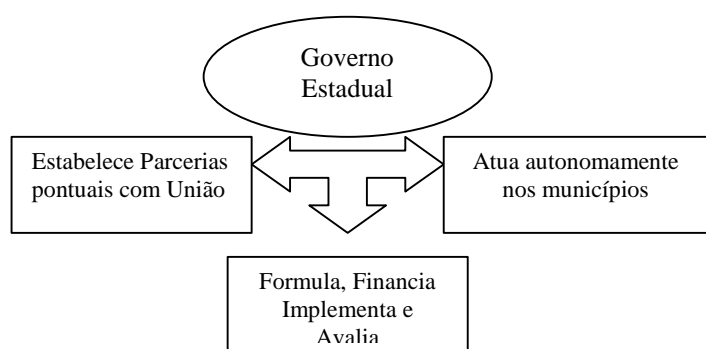 Governo
Estadual
Estabelece Parcerias
pontuais com União
Atua autonomamente
nos municípios
Formula, Financia
Implementa e
Avalia